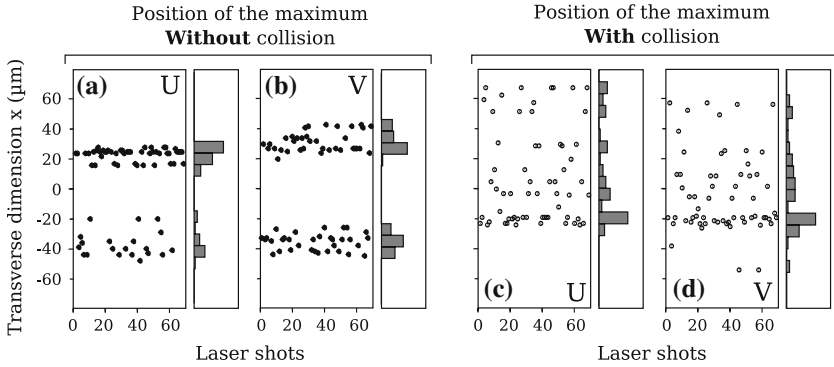 Position of the maximum
Without collision
Position of the maximum
With collision
Transverse dimension x (µm)
60
40
20
0
-20
-40
-60
(a) U
(b) V
(c) U
(d) V
0 20 40 60
0 20 40 60
0 20 40 60
0 20 40 60
Laser shots
Laser shots